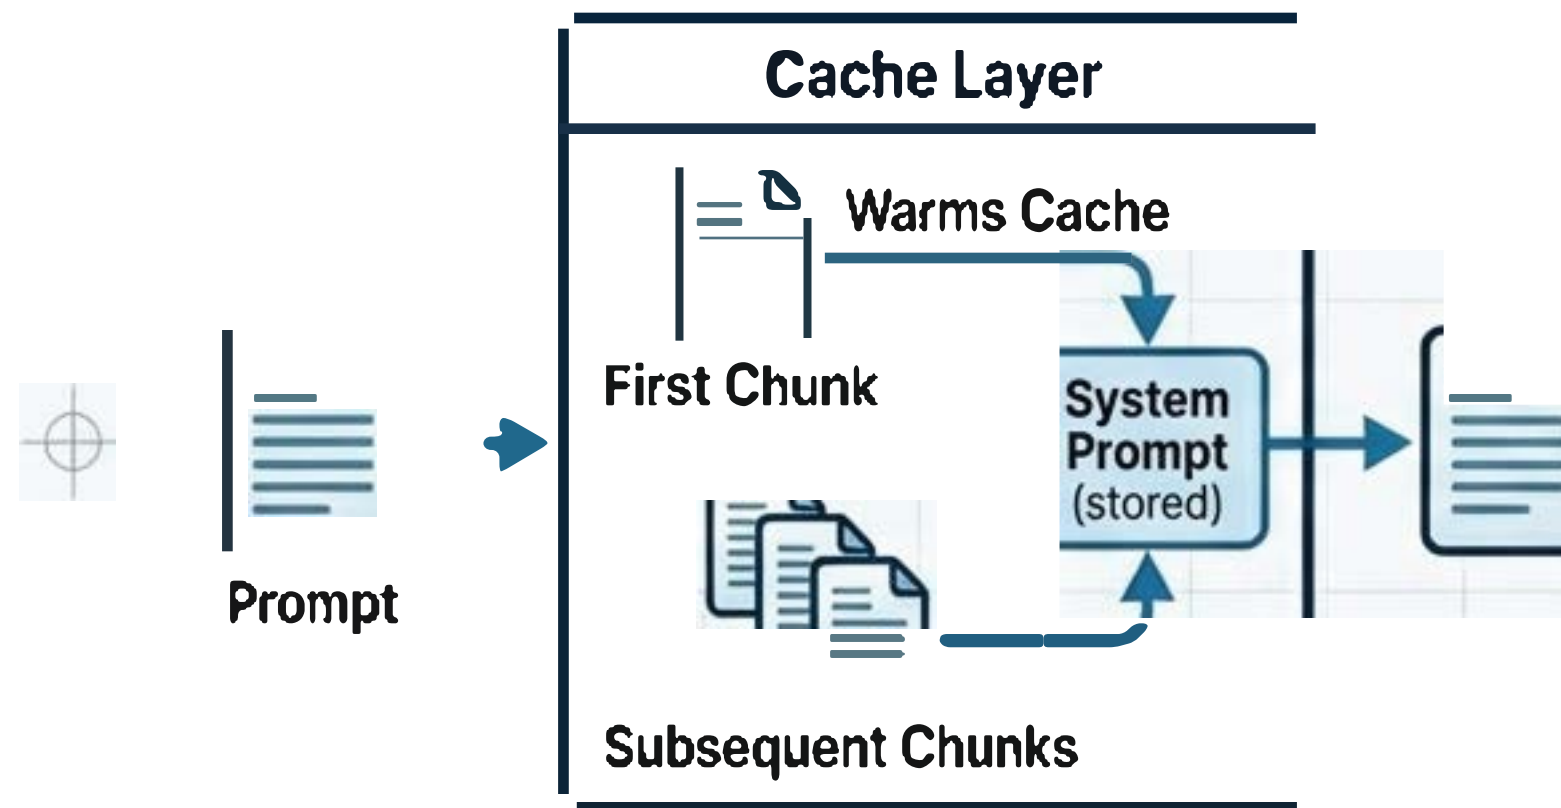 Cache Layer
Warms Cache
First Chunk
System
Prompt
(stored)
Prompt
Subsequent Chunks